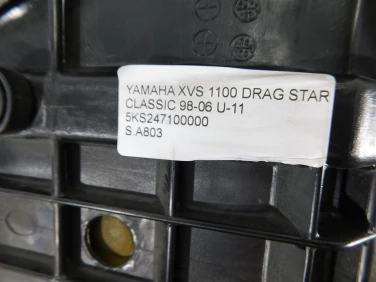 YAMAHA XVS 1100 DRAG STAR
CLASSIC 98-06 U-11
5KS247100000
S.A803